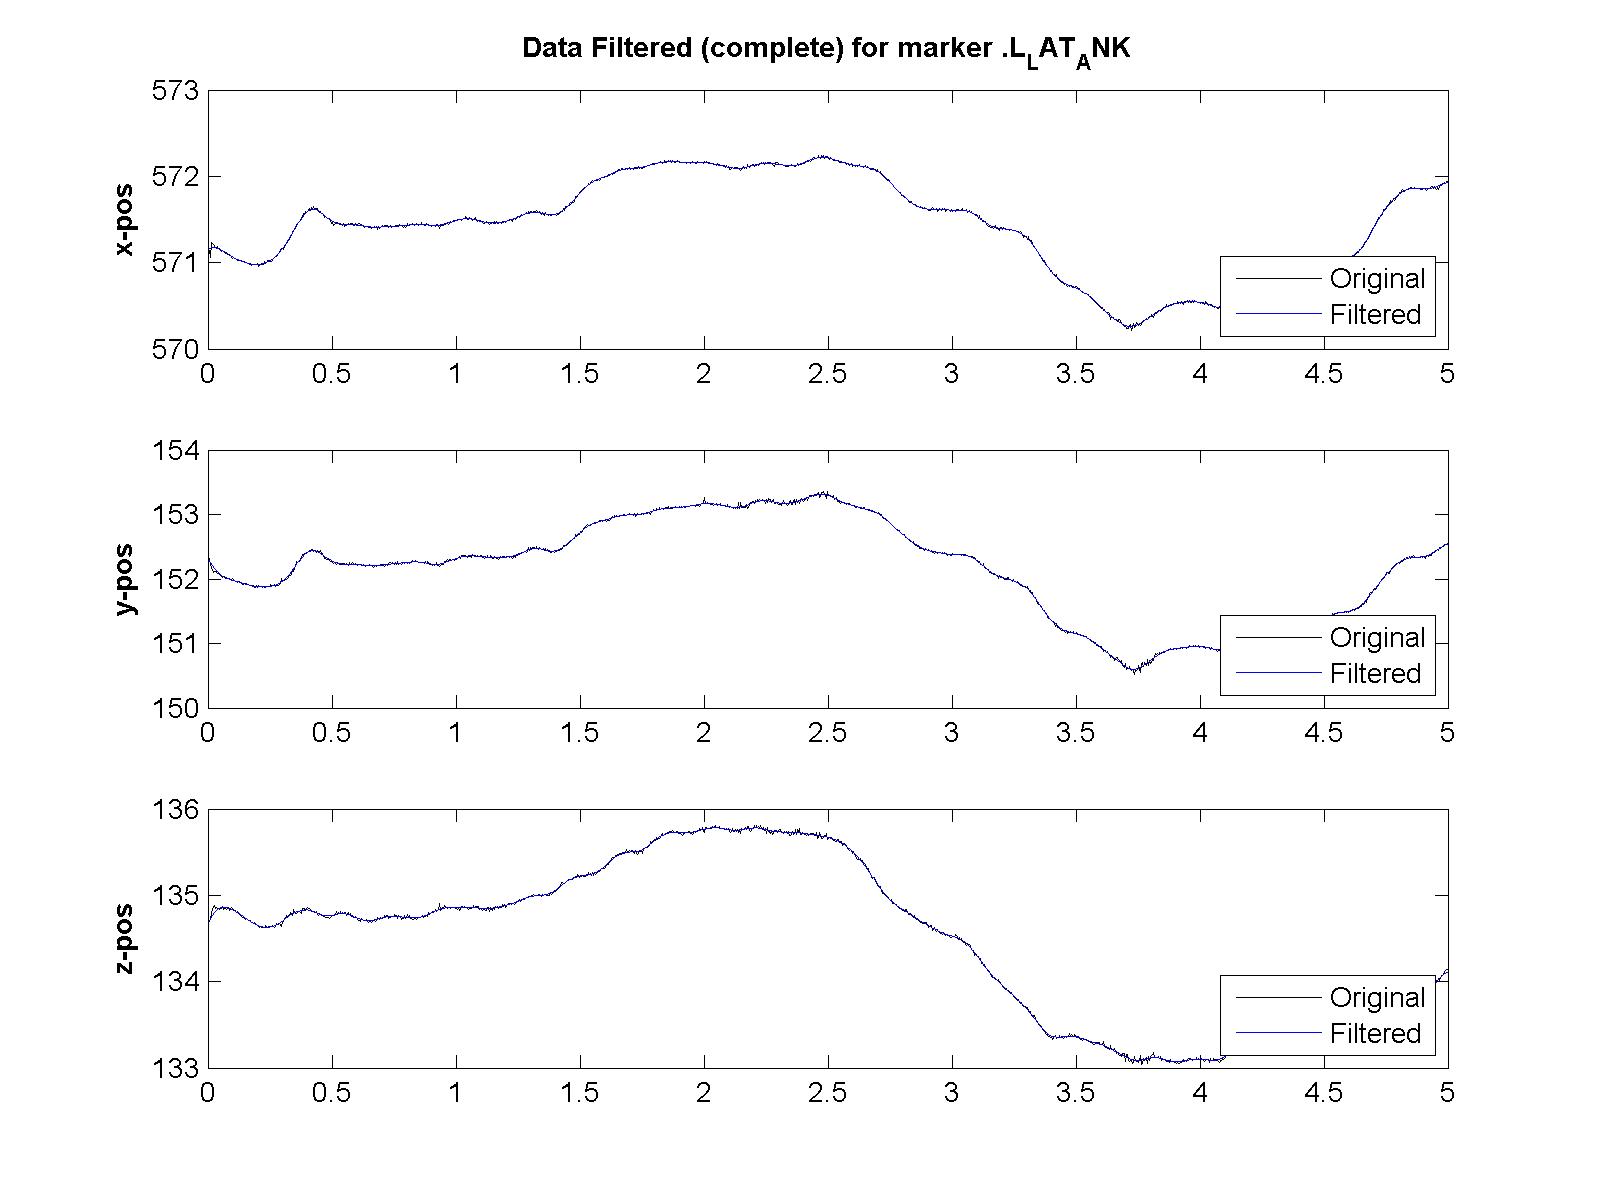 Data Filtered (complete) for marker .LLATANK
573
572
571
570
x-pos
0 0.5 1 1.5 2 2.5 3 3.5 4 4.5 5
Original
Filtered
154
153
152
151
150
y-pos
0 0.5 1 1.5 2 2.5 3 3.5 4 4.5 5
Original
Filtered
136
135
134
133
z-pos
0 0.5 1 1.5 2 2.5 3 3.5 4 4.5 5
Original
Filtered